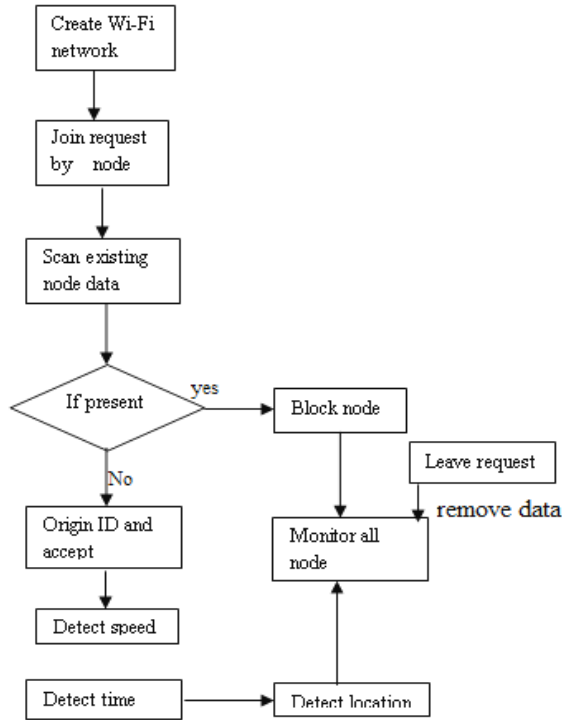 Create Wi-Fi
network
Join request
by node
Scan existing
node data
If present
yes
Block node
Leave request
No
remove data
Origin ID and
accept
Monitor all
node
Detect speed
Detect time
Detect location